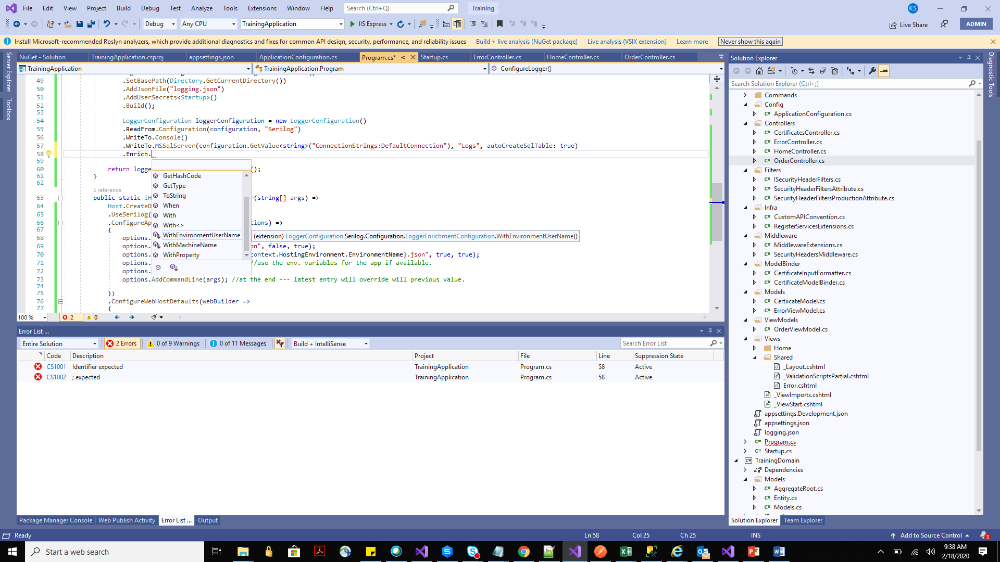 File Edit View Project Build Debug Test Analyze Tools Extensions Window Help Search (Ctrl+Q) Training KS
Debug Any CPU TrainingApplication IIS Express Live Share ADMIN
Install Microsoft-recommended Roslyn analyzers, which provide additional diagnostics and fixes for common API design, security, performance, and reliability issues Build + live analysis (NuGet package) Live analysis (VSIX extension) Learn more Never show this again
Server Explorer
Toolbox
NuGet - Solution TrainingApplication.csproj appsettings.json ApplicationConfiguration.cs Program.cs* Startup.cs ErrorController.cs HomeController.cs OrderController.cs
TrainingApplication TrainingApplication.Program ConfigureLogger()
49 .SetBasePath(Directory.GetCurrentDirectory())
50 .AddJsonFile("logging.json")
51 .AddUserSecrets<Startup>()
52 .Build();
53
54 LoggerConfiguration loggerConfiguration = new LoggerConfiguration()
55 .ReadFrom.Configuration(configuration, "Serilog")
56 .WriteTo.Console()
57 .WriteTo.MSSqlServer(configuration.GetValue<string>("ConnectionStrings:DefaultConnection"), "Logs", autoCreateSqlTable: true)
58 .Enrich.
59
60 return logge ();
61 }
62
1 reference
63 public static IH r(string[] args) =>
64 Host.CreateD
65 .UseSerilog(
66 .ConfigureAp tions) =>
67 {
68 options.
69 options. on", false, true);
70 options. context.HostingEnvironment.EnvironmentName}.json", true, true);
71 options. //use the env. variables for the app if available.
72 options.
73 options.AddCommandLine(args); //at the end --- latest entry will override will previous value.
74
75 })
76 .ConfigureWebHostDefaults(webBuilder =>
77 {
GetHashCode
GetType
ToString
When
With
With<>
WithEnvironmentUserName
WithMachineName
WithProperty
(extension) LoggerConfiguration Serilog.Configuration.LoggerEnrichmentConfiguration.WithEnvironmentUserName()
100 % 2 0
Error List ...
Entire Solution 2 Errors 0 of 9 Warnings 0 of 11 Messages Build + IntelliSense Search Error List
Code Description Project File Line Suppression State
CS1001 Identifier expected TrainingApplication Program.cs 58 Active
CS1002 ; expected TrainingApplication Program.cs 58 Active
Package Manager Console Web Publish Activity Error List ... Output
Solution Explorer
Search Solution Explorer (Ctrl+;)
Commands
Config
C# ApplicationConfiguration.cs
Controllers
C# CertificatesController.cs
C# ErrorController.cs
C# HomeController.cs
C# OrderController.cs
Filters
C# ISecurityHeaderFilters.cs
C# SecurityHeaderFiltersAttribute.cs
C# SecurityHeaderFiltersProductionAttribute.cs
Infra
C# CustomAPIConvention.cs
C# RegisterServicesExtensions.cs
Middleware
C# MiddlewareExtensions.cs
C# SecurityHeadersMiddleware.cs
ModelBinder
C# CertificateInputFormatter.cs
C# CertificateModelBinder.cs
Models
C# CertiicateModel.cs
C# ErrorViewModel.cs
ViewModels
C# OrderViewModel.cs
Views
Home
Shared
_Layout.cshtml
_ValidationScriptsPartial.cshtml
Error.cshtml
_ViewImports.cshtml
_ViewStart.cshtml
appsettings.Development.json
appsettings.json
logging.json
C# Program.cs
C# Startup.cs
C# TrainingDomain
Dependencies
Models
C# AggregateRoot.cs
C# Entity.cs
C# Models.cs
Solution Explorer Team Explorer
Diagnostic Tools
Ready Ln 58 Col 25 Ch 25 INS Add to Source Control 3
Start a web search
9:38 AM
2/18/2020